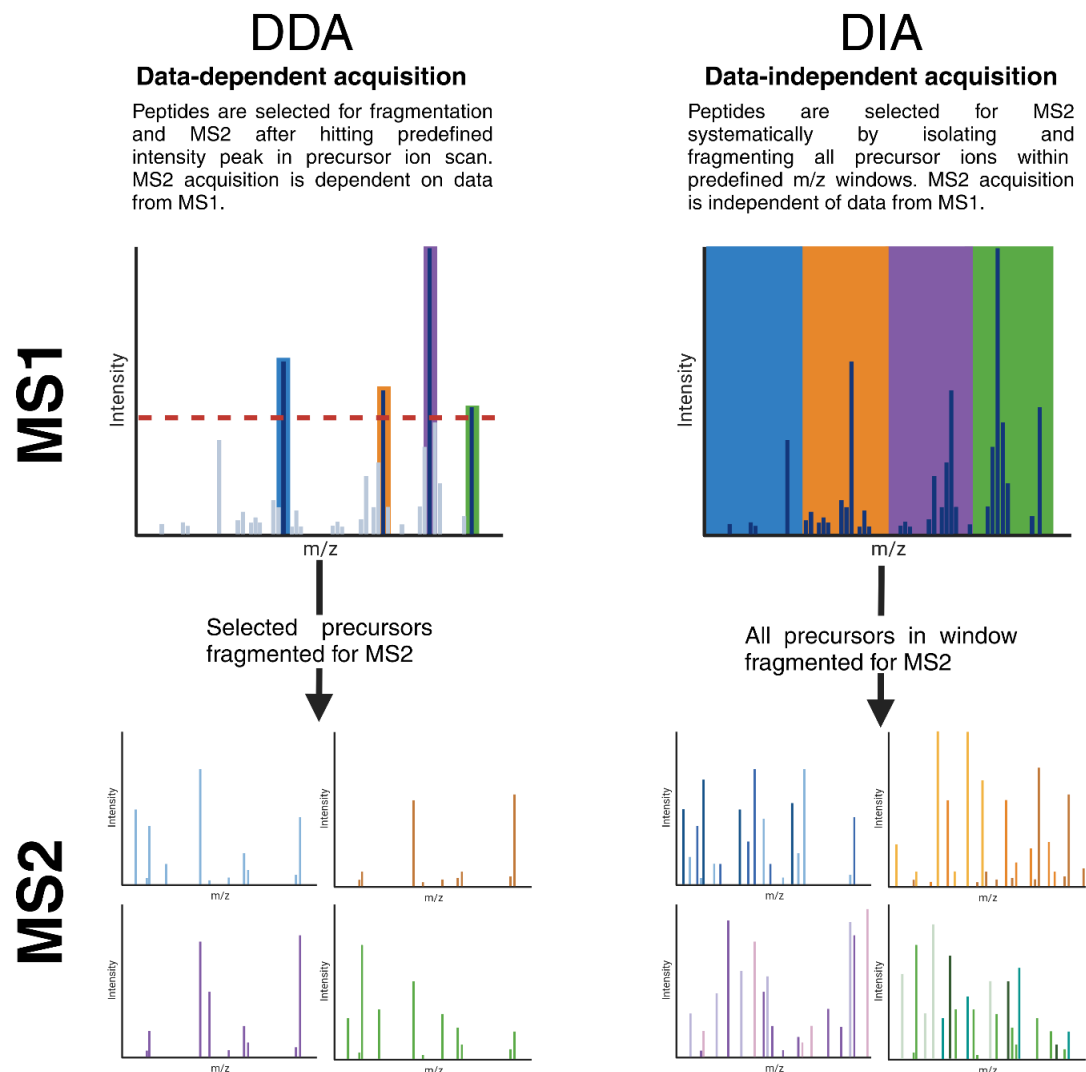 DDA
Data-dependent acquisition
Peptides are selected for fragmentation
and MS2 after hitting predefined
intensity peak in precursor ion scan.
MS2 acquisition is dependent on data
from MS1.
DIA
Data-independent acquisition
Peptides are selected for MS2
systematically by isolating and
fragmenting all precursor ions within
predefined m/z windows. MS2 acquisition
is independent of data from MS1.
MS1
Intensity
m/z
Intensity
m/z
Selected precursors
fragmented for MS2
All precursors in window
fragmented for MS2
MS2
Intensity
m/z
Intensity
m/z
Intensity
m/z
Intensity
m/z
Intensity
m/z
Intensity
m/z
Intensity
m/z
Intensity
m/z